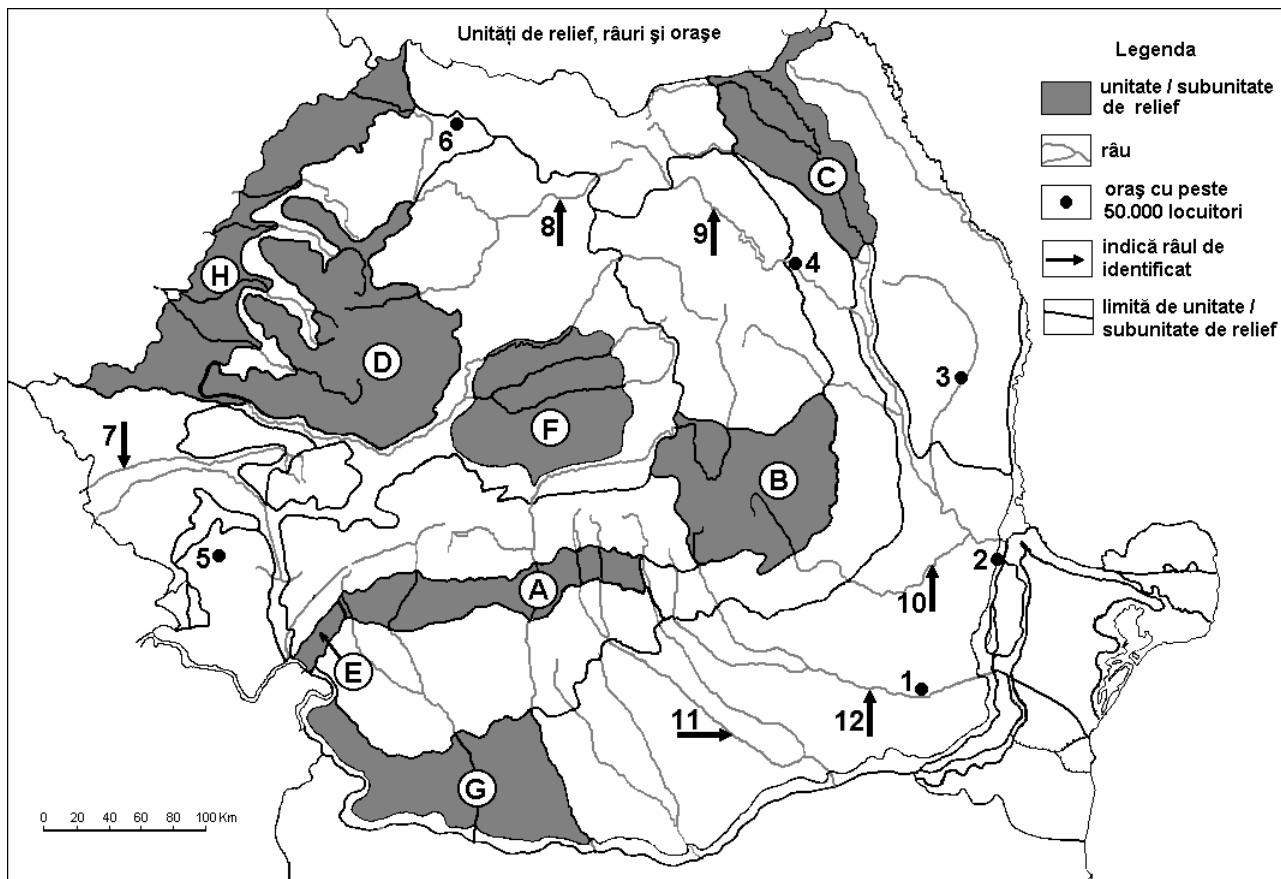 Unități de relief, râuri și orașe
Legenda
unitate / subunitate
de relief
râu
oraș cu peste
50.000 locuitori
indică râul de
identificat
limită de unitate /
subunitate de relief
6
C
8
9
4
H
D
3
7
F
B
5
2
A
10
E
1
11
12
G
0 20 40 60 80 100 Km